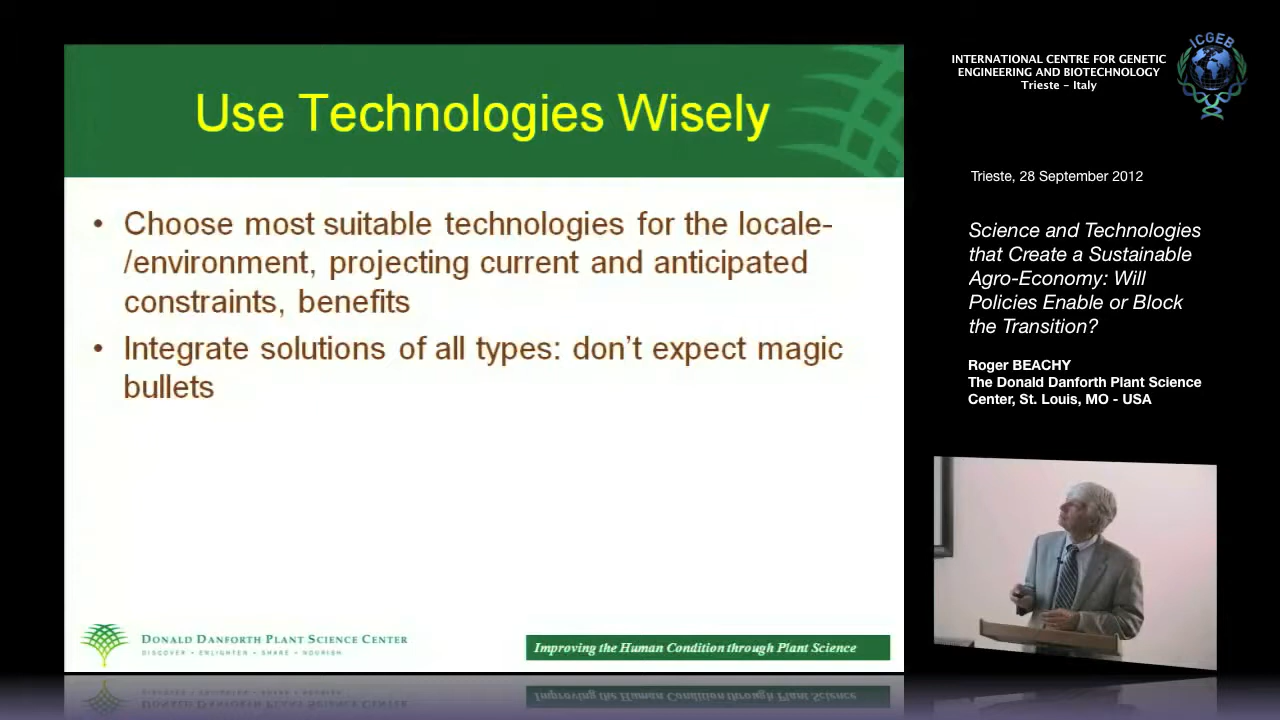 Use Technologies Wisely
• Choose most suitable technologies for the locale-
/environment, projecting current and anticipated
constraints, benefits
• Integrate solutions of all types: don't expect magic
bullets
DONALD DANFORTH PLANT SCIENCE CENTER
DISCOVER • ENLIGHTEN • SHARE • NOURISH
Improving the Human Condition through Plant Science
INTERNATIONAL CENTRE FOR GENETIC
ENGINEERING AND BIOTECHNOLOGY
Trieste – Italy
ICGEB
Trieste, 28 September 2012
Science and Technologies
that Create a Sustainable
Agro-Economy: Will
Policies Enable or Block
the Transition?
Roger BEACHY
The Donald Danforth Plant Science
Center, St. Louis, MO - USA